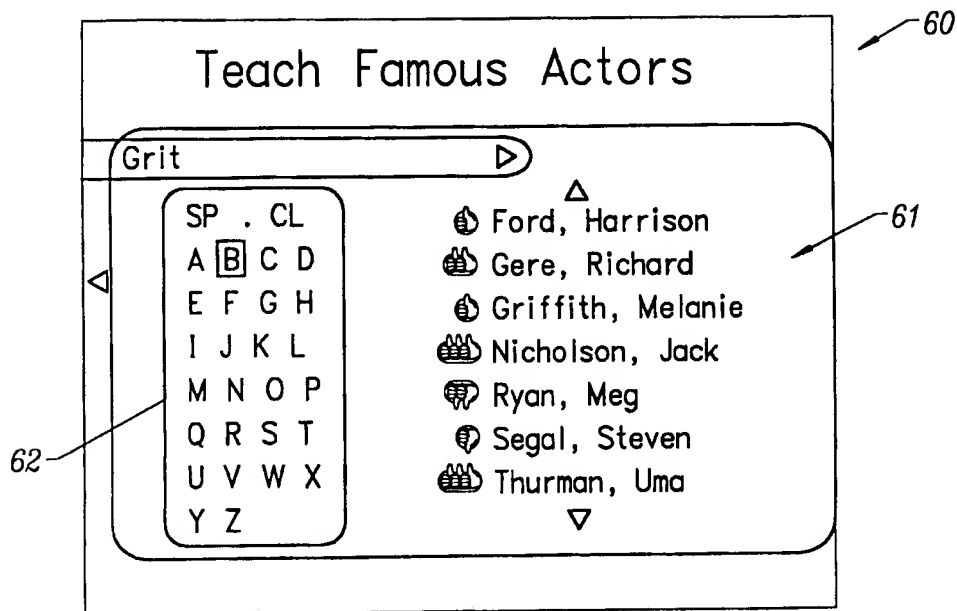 60
Teach Famous Actors
Grit
SP . CL
A B C D
E F G H
I J K L
M N O P
Q R S T
U V W X
Y Z
62
Ford, Harrison
Gere, Richard
Griffith, Melanie
Nicholson, Jack
Ryan, Meg
Segal, Steven
Thurman, Uma
61